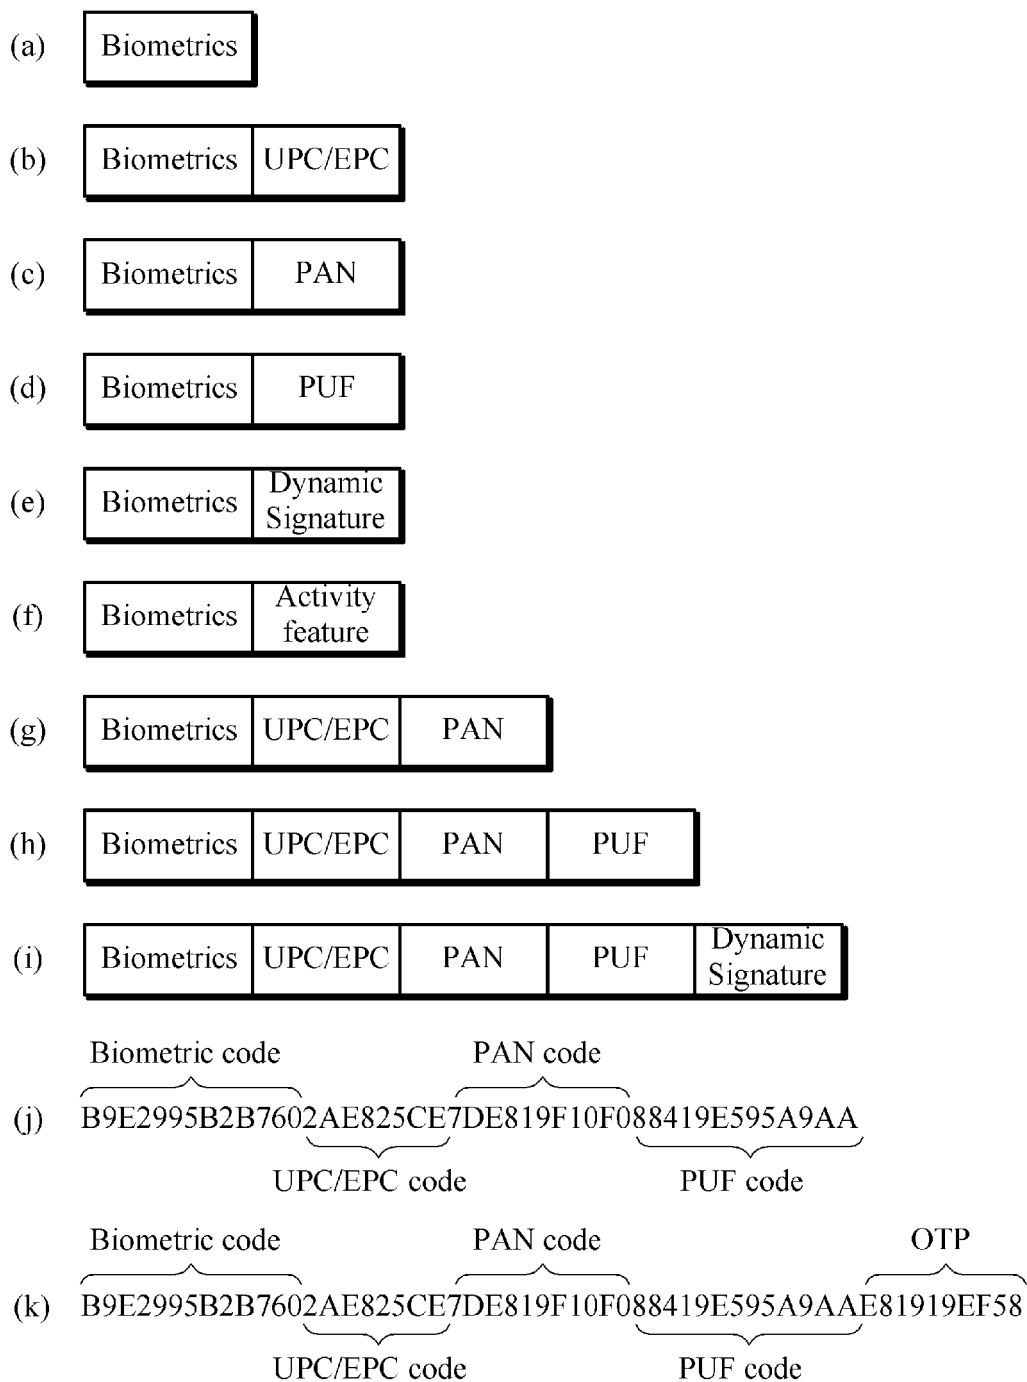 (a) Biometrics
(b) Biometrics UPC/EPC
(c) Biometrics PAN
(d) Biometrics PUF
(e) Biometrics Dynamic
Signature
(f) Biometrics Activity
feature
(g) Biometrics UPC/EPC PAN
(h) Biometrics UPC/EPC PAN PUF
(i) Biometrics UPC/EPC PAN PUF Dynamic
Signature
Biometric code PAN code
(j) B9E2995B2B7602AE825CE7DE819F10F088419E595A9AA
UPC/EPC code PUF code
Biometric code PAN code OTP
(k) B9E2995B2B7602AE825CE7DE819F10F088419E595A9AAE81919EF58
UPC/EPC code PUF code